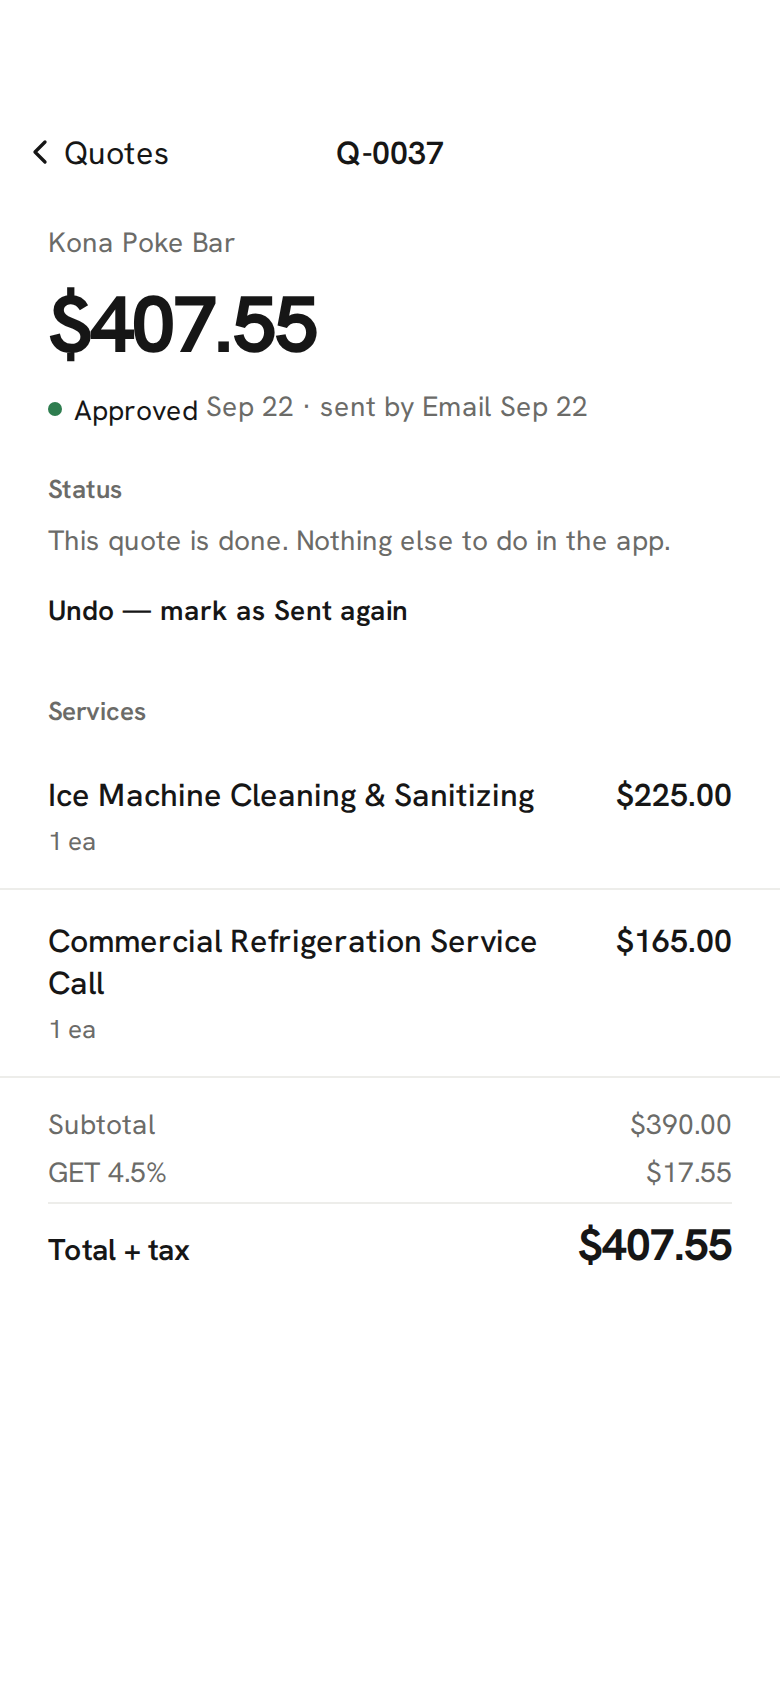 Quotes
Q-0037
Kona Poke Bar
$407.55
Approved Sep 22 · sent by Email Sep 22
Status
This quote is done. Nothing else to do in the app.
Undo — mark as Sent again
Services
Ice Machine Cleaning & Sanitizing $225.00
1 ea
Commercial Refrigeration Service $165.00
Call
1 ea
Subtotal $390.00
GET 4.5% $17.55
Total + tax $407.55